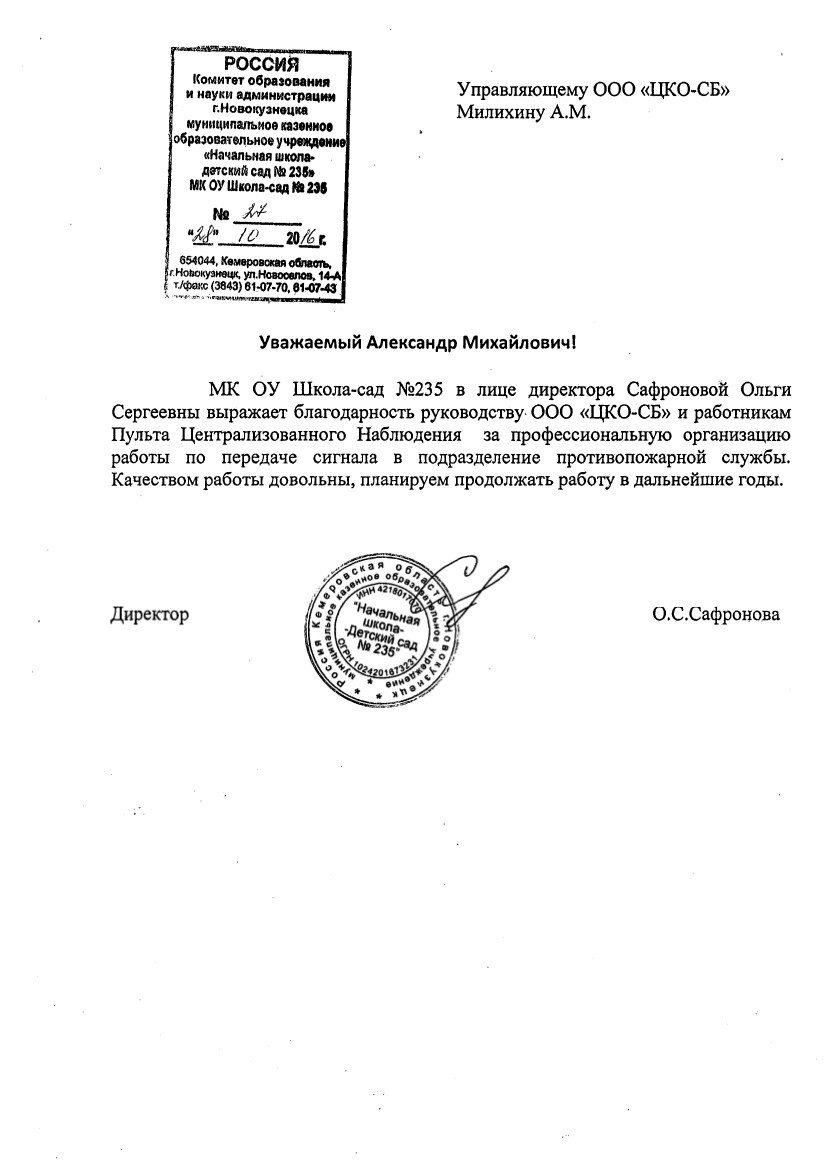 РОССИЯ
Комитет образования
и науки администрации
г.Новокузнецка
муниципальное казенное
образовательное учреждение
«Начальная школа-
детский сад № 235»
МК ОУ Школа-сад № 235
№ 27
"28" 10 2016 г.
654044, Кемеровская область,
г.Новокузнецк, ул.Новоселов, 14-А
т./факс (3843) 61-07-70, 61-07-43
Управляющему ООО «ЦКО-СБ»
Милихину А.М.
Уважаемый Александр Михайлович!
МК ОУ Школа-сад №235 в лице директора Сафроновой Ольги
Сергеевны выражает благодарность руководству ООО «ЦКО-СБ» и работникам
Пульта Централизованного Наблюдения за профессиональную организацию
работы по передаче сигнала в подразделение противопожарной службы.
Качеством работы довольны, планируем продолжать работу в дальнейшие годы.
Директор
О.С.Сафронова
Россия Кемеровская область г.Новокузнецк
муниципальное казенное образовательное учреждение
ИНН
"Начальная
школа-
-Детский сад
№ 235"
ОГРН 1024201673231